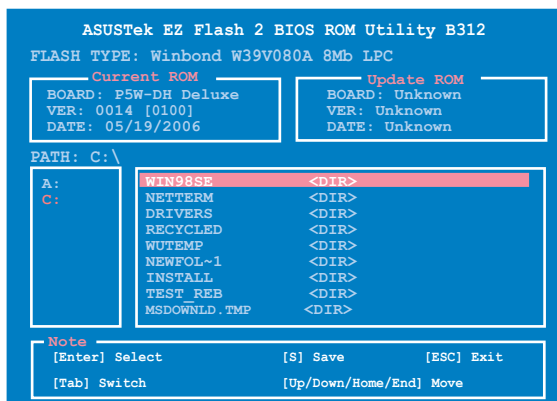 ASUSTek EZ Flash 2 BIOS ROM Utility B312
FLASH TYPE: Winbond W39V080A 8Mb LPC
Current ROM
BOARD: P5W-DH Deluxe
VER: 0014 [0100]
DATE: 05/19/2006
Update ROM
BOARD: Unknown
VER: Unknown
DATE: Unknown
PATH: C:\
A:
C:
WIN98SE <DIR>
NETTERM <DIR>
DRIVERS <DIR>
RECYCLED <DIR>
WUTEMP <DIR>
NEWFOL~1 <DIR>
INSTALL <DIR>
TEST_REB <DIR>
MSDOWNLD.TMP <DIR>
Note
[Enter] Select [S] Save [ESC] Exit
[Tab] Switch [Up/Down/Home/End] Move